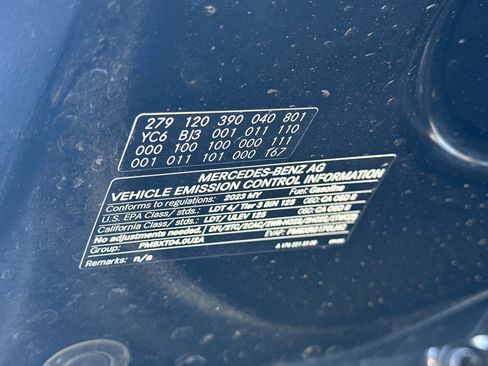 279 120 390 040 801
YC6 BJ3 001 011 110
000 100 100 000 111
001 011 101 000 T67
MERCEDES-BENZ AG
VEHICLE EMISSION CONTROL INFORMATION
Conforms to regulations: 2023 MY Fuel: Gasoline
U.S. EPA Class / stds.: LDT 4/ Tier 3 BIN 125 OBD: CA OBD II
California Class / stds.: LDT/ ULEV 125 OBD: CA OBD II
No adjustments needed.
Group: PMBXT04.0U2A EVAP:
Remarks: n/a